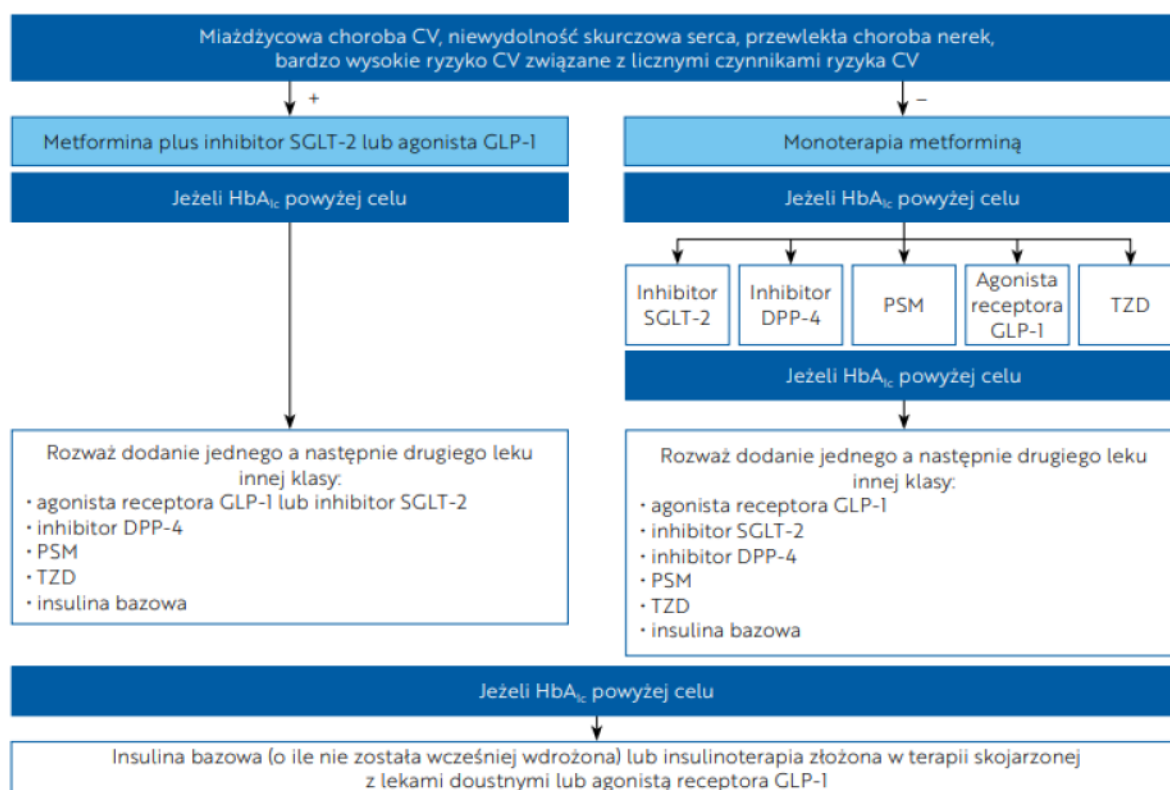 Miażdżycowa choroba CV, niewydolność skurczowa serca, przewlekła choroba nerek,
bardzo wysokie ryzyko CV związane z licznymi czynnikami ryzyka CV
+
–
Metformina plus inhibitor SGLT-2 lub agonista GLP-1
Monoterapia metforminą
Jeżeli HbA1c powyżej celu
Jeżeli HbA1c powyżej celu
Inhibitor
SGLT-2
Inhibitor
DPP-4
PSM
Agonista
receptora
GLP-1
TZD
Jeżeli HbA1c powyżej celu
Rozważ dodanie jednego a następnie drugiego leku
innej klasy:
• agonista receptora GLP-1 lub inhibitor SGLT-2
• inhibitor DPP-4
• PSM
• TZD
• insulina bazowa
Rozważ dodanie jednego a następnie drugiego leku
innej klasy:
• agonista receptora GLP-1
• inhibitor SGLT-2
• inhibitor DPP-4
• PSM
• TZD
• insulina bazowa
Jeżeli HbA1c powyżej celu
Insulina bazowa (o ile nie została wcześniej wdrożona) lub insulinoterapia złożona w terapii skojarzonej
z lekami doustnymi lub agonistą receptora GLP-1